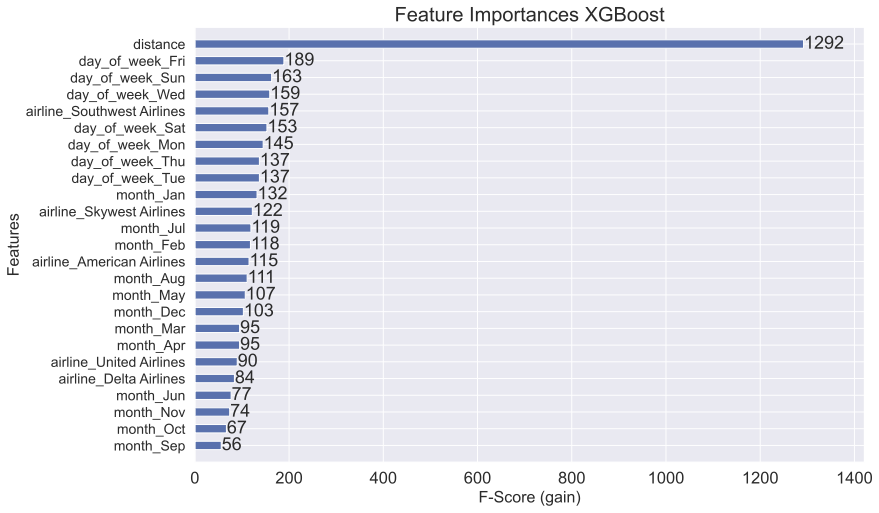 Feature Importances XGBoost
distance 1292
day_of_week_Fri 189
day_of_week_Sun 163
day_of_week_Wed 159
airline_Southwest Airlines 157
day_of_week_Sat 153
day_of_week_Mon 145
day_of_week_Thu 137
day_of_week_Tue 137
month_Jan 132
airline_Skywest Airlines 122
month_Jul 119
month_Feb 118
airline_American Airlines 115
month_Aug 111
month_May 107
month_Dec 103
month_Mar 95
month_Apr 95
airline_United Airlines 90
airline_Delta Airlines 84
month_Jun 77
month_Nov 74
month_Oct 67
month_Sep 56
Features
0 200 400 600 800 1000 1200 1400
F-Score (gain)